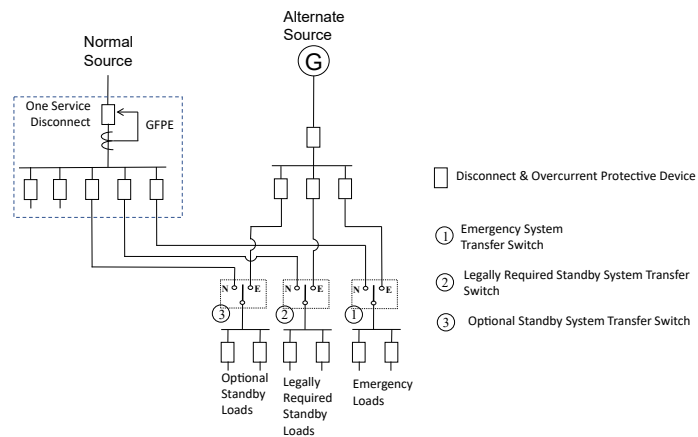 Alternate
Source
G
Normal
Source
One Service
Disconnect
GFPE
Disconnect & Overcurrent Protective Device
1 Emergency System
Transfer Switch
2 Legally Required Standby System Transfer
Switch
3 Optional Standby System Transfer Switch
N E
N E
N E
3
2
1
Optional
Standby
Loads
Legally
Required
Standby
Loads
Emergency
Loads